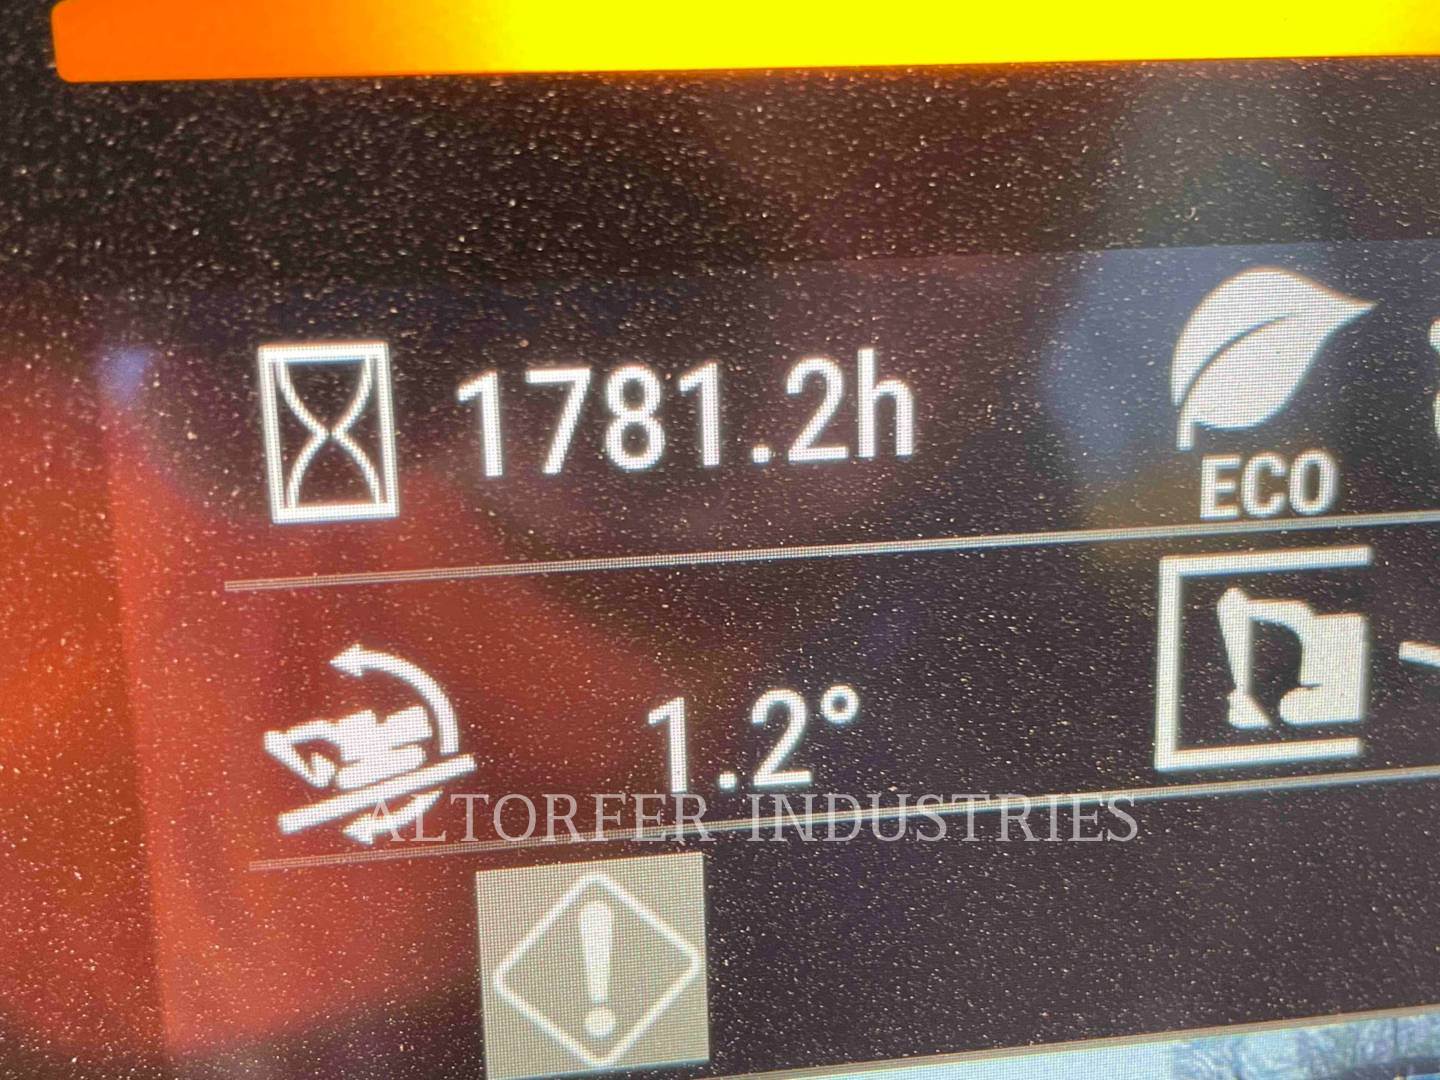 1781.2h
ECO
1.2°
ALTORFER INDUSTRIES